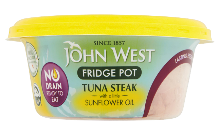 SINCE 1857
JOHN WEST
FRIDGE POT
NO
DRAIN
READY TO
EAT
TUNA STEAK
with a little
SUNFLOWER OIL